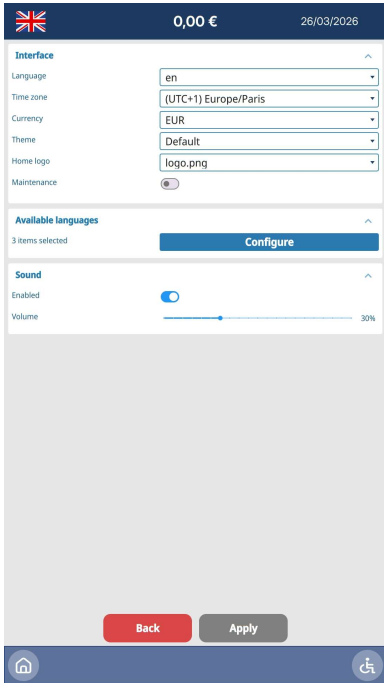 0,00 €
26/03/2026
Interface
Language
en
Time zone
(UTC+1) Europe/Paris
Currency
EUR
Theme
Default
Home logo
logo.png
Maintenance
Available languages
3 items selected
Configure
Sound
Enabled
Volume
30%
Back
Apply